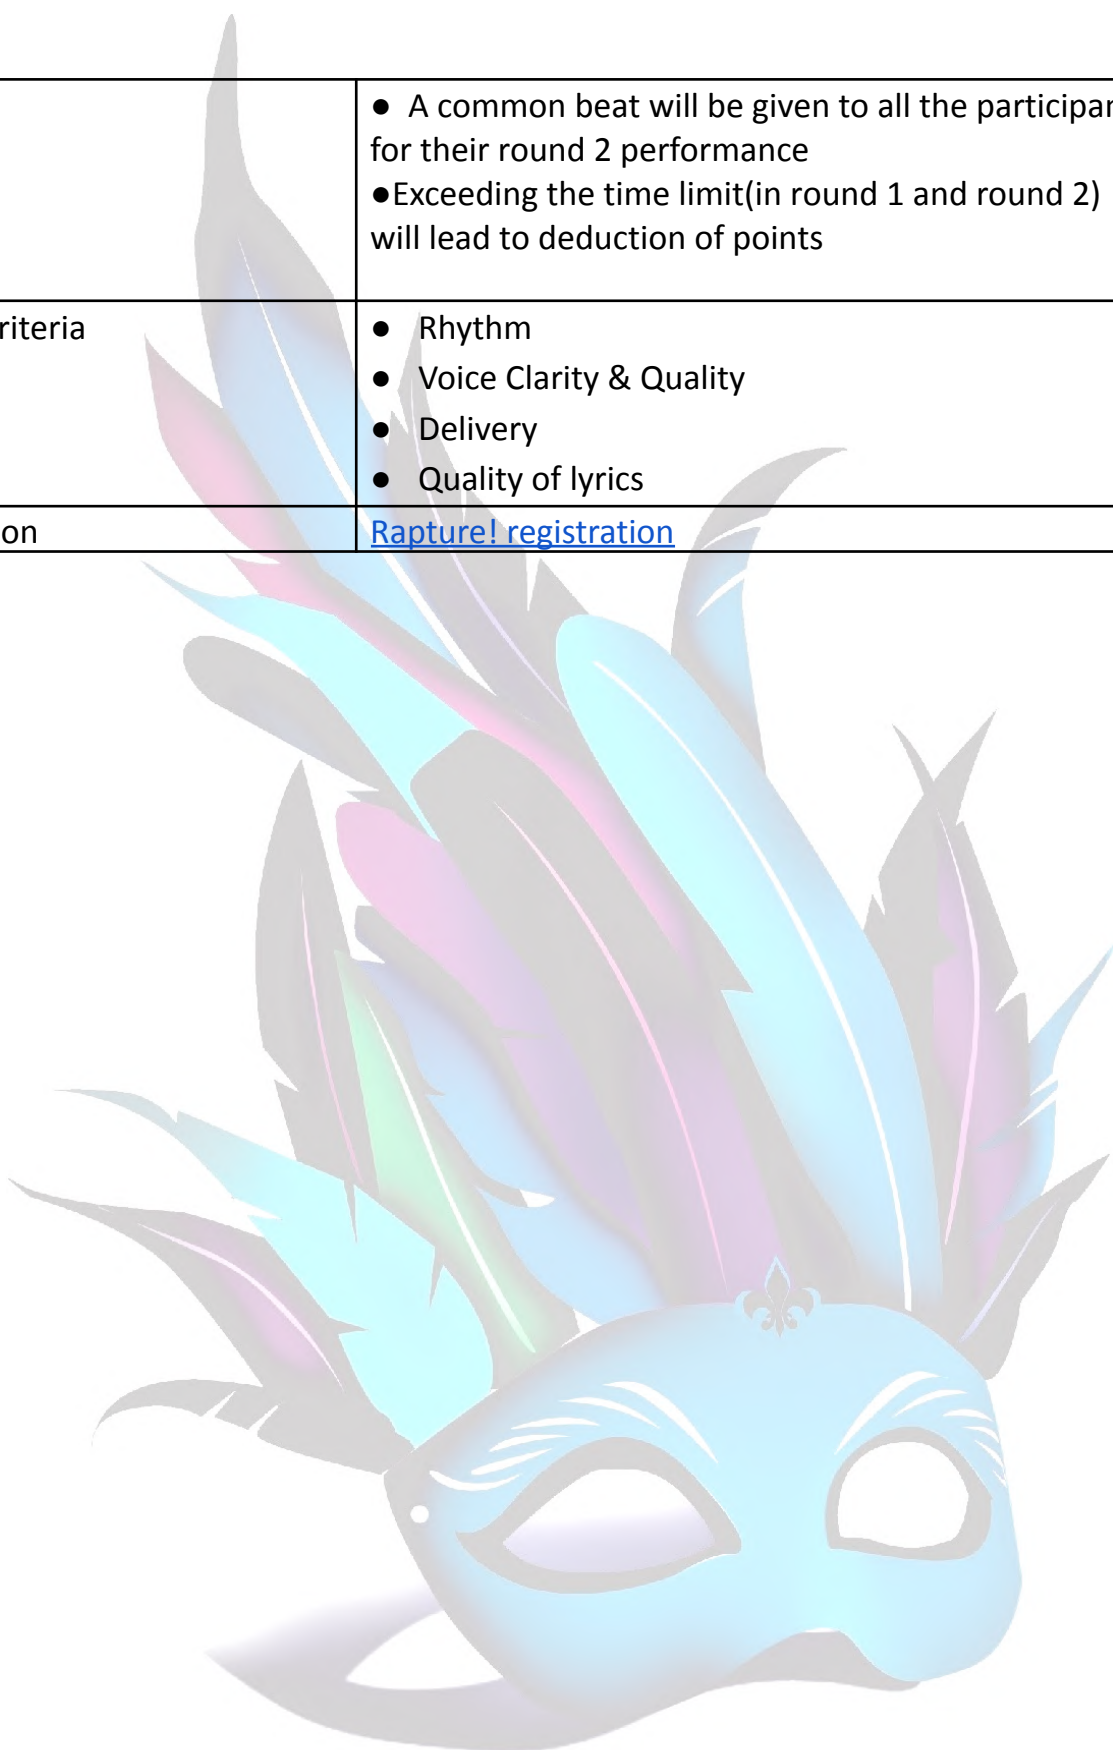 ● A common beat will be given to all the participan
for their round 2 performance
●Exceeding the time limit(in round 1 and round 2)
will lead to deduction of points
riteria
● Rhythm
● Voice Clarity & Quality
● Delivery
● Quality of lyrics
on
Rapture! registration